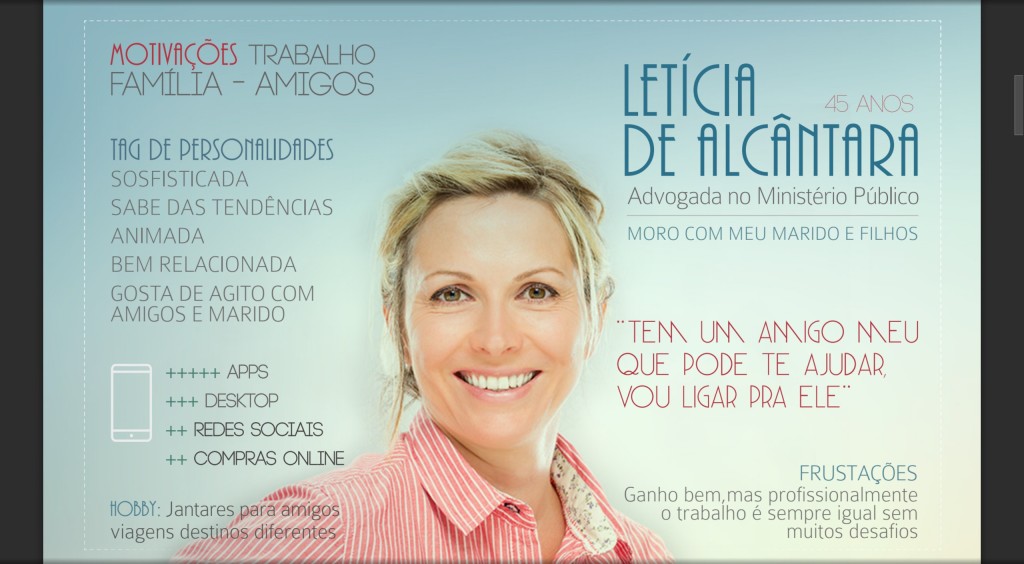 MOTIVAÇÕES TRABALHO
FAMÍLIA - AMIGOS
TAG DE PERSONALIDADES
SOSFISTICADA
SABE DAS TENDÊNCIAS
ANIMADA
BEM RELACIONADA
GOSTA DE AGITO COM
AMIGOS E MARIDO
+++++ APPS
+++ DESKTOP
++ REDES SOCIAIS
++ COMPRAS ONLINE
HOBBY: Jantares para amigos
viagens destinos diferentes
LETÍCIA
45 ANOS
DE ALCÂNTARA
Advogada no Ministério Público
MORO COM MEU MARIDO E FILHOS
¨TEM UM AMIGO MEU
QUE PODE TE AJUDAR,
VOU LIGAR PRA ELE¨
FRUSTAÇÕES
Ganho bem,mas profissionalmente
o trabalho é sempre igual sem
muitos desafios